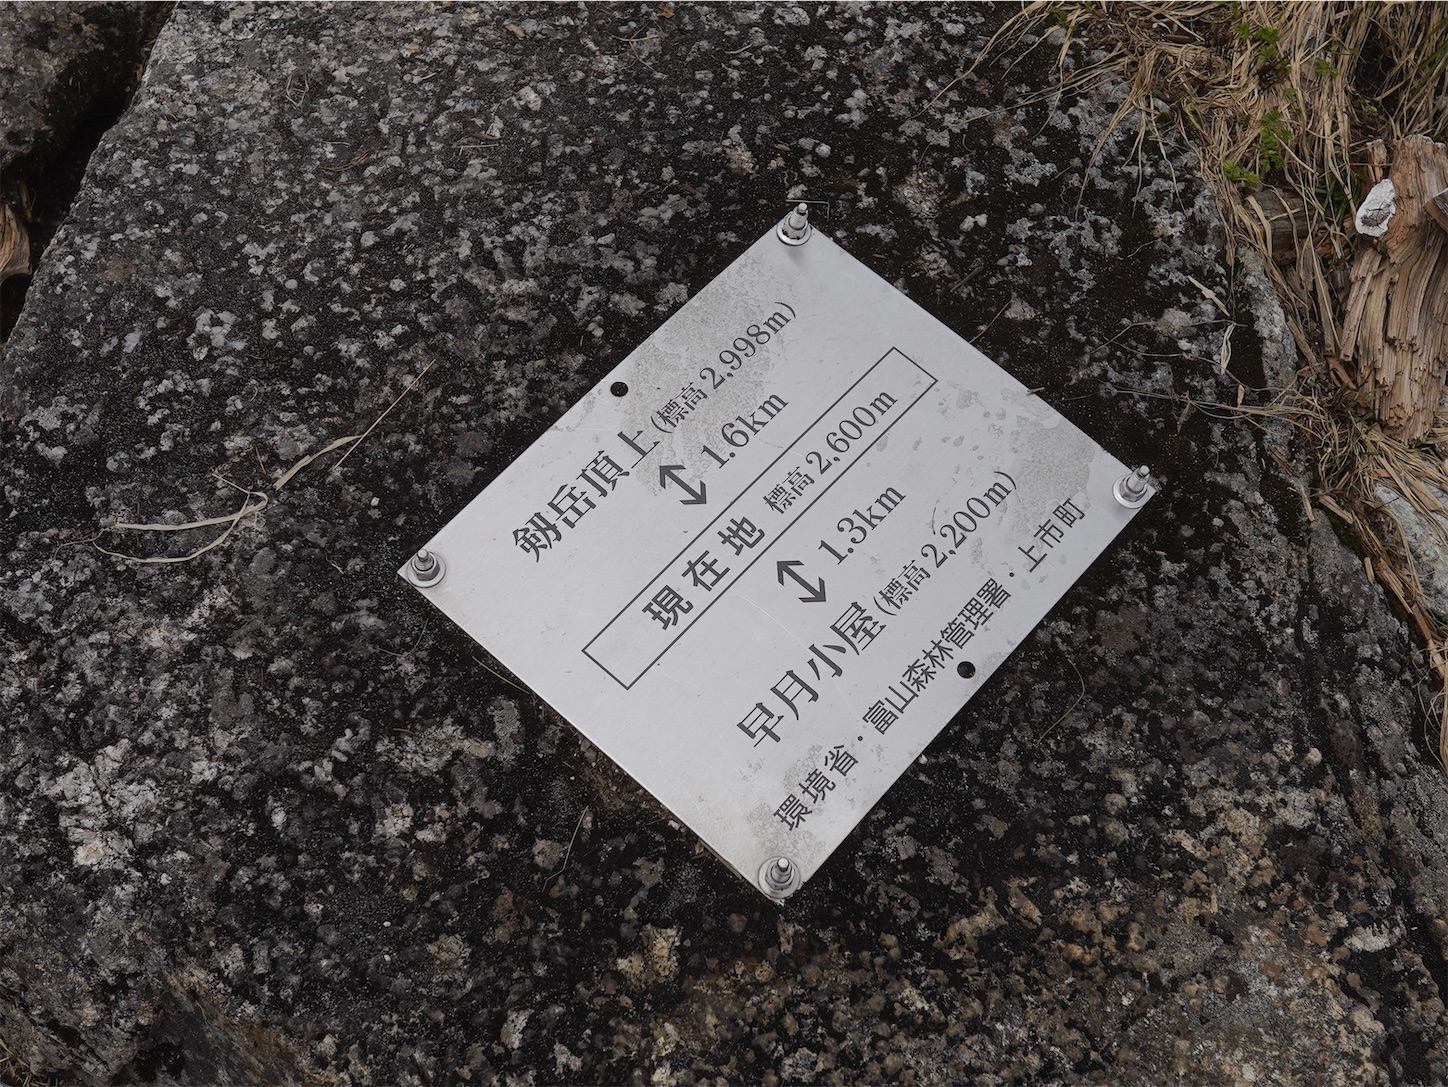 剱岳頂上(標高2,998m)
↕ 1.6km
現在地 標高2,600m
↕ 1.3km
早月小屋(標高2,200m)
環境省・富山森林管理署・上市町